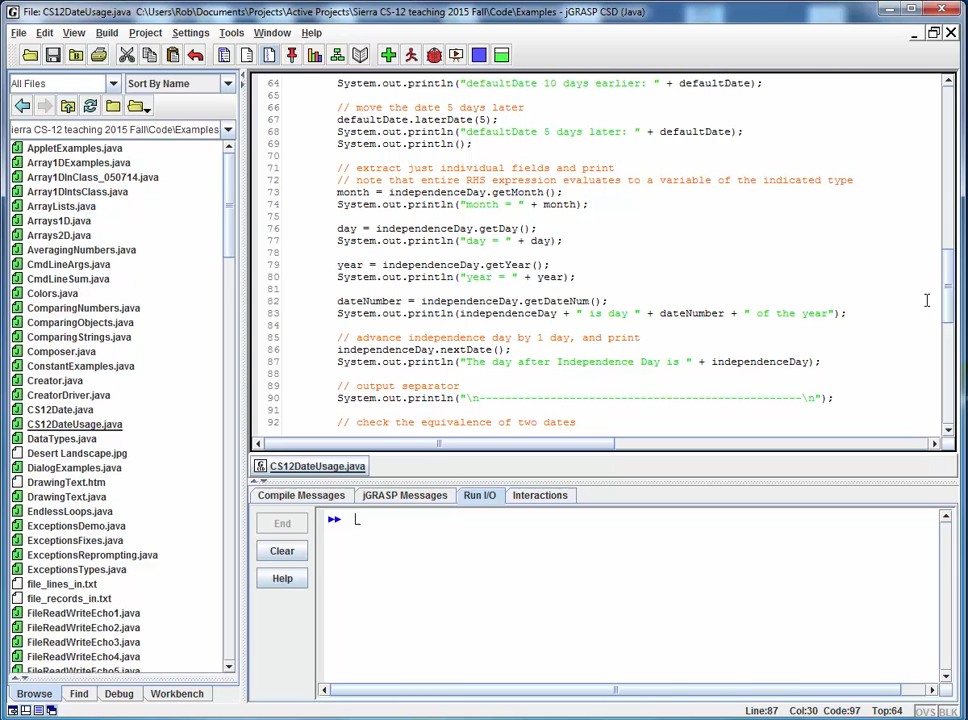 File: CS12DateUsage.java C:\Users\Rob\Documents\Projects\Active Projects\Sierra CS-12 teaching 2015 Fall\Code\Examples - jGRASP CSD (Java)
File Edit View Build Project Settings Tools Window Help
All Files Sort By Name
ierra CS-12 teaching 2015 Fall\Code\Examples
AppletExamples.java
Array1DExamples.java
Array1DInClass_050714.java
Array1DIntsClass.java
ArrayLists.java
Arrays1D.java
Arrays2D.java
AveragingNumbers.java
CmdLineArgs.java
CmdLineSum.java
Colors.java
ComparingNumbers.java
ComparingObjects.java
ComparingStrings.java
Composer.java
ConstantExamples.java
Creator.java
CreatorDriver.java
CS12Date.java
CS12DateUsage.java
DataTypes.java
Desert Landscape.jpg
DialogExamples.java
DrawingText.htm
DrawingText.java
EndlessLoops.java
ExceptionsDemo.java
ExceptionsFixes.java
ExceptionsReprompting.java
ExceptionsTypes.java
file_lines_in.txt
file_records_in.txt
FileReadWriteEcho1.java
FileReadWriteEcho2.java
FileReadWriteEcho3.java
FileReadWriteEcho4.java
FileReadWriteEcho5.java
Browse Find Debug Workbench
64 System.out.println("defaultDate 10 days earlier: " + defaultDate);
65
66 // move the date 5 days later
67 defaultDate.laterDate(5);
68 System.out.println("defaultDate 5 days later: " + defaultDate);
69 System.out.println();
70
71 // extract just individual fields and print
72 // note that entire RHS expression evaluates to a variable of the indicated type
73 month = independenceDay.getMonth();
74 System.out.println("month = " + month);
75
76 day = independenceDay.getDay();
77 System.out.println("day = " + day);
78
79 year = independenceDay.getYear();
80 System.out.println("year = " + year);
81
82 dateNumber = independenceDay.getDateNum();
83 System.out.println(independenceDay + " is day " + dateNumber + " of the year");
84
85 // advance independence day by 1 day, and print
86 independenceDay.nextDate();
87 System.out.println("The day after Independence Day is " + independenceDay);
88
89 // output separator
90 System.out.println("\n--------------------------------------------------\n");
91
92 // check the equivalence of two dates
CS12DateUsage.java
Compile Messages jGRASP Messages Run I/O Interactions
End
Clear
Help
Line:87 Col:30 Code:97 Top:64 OVS BLK